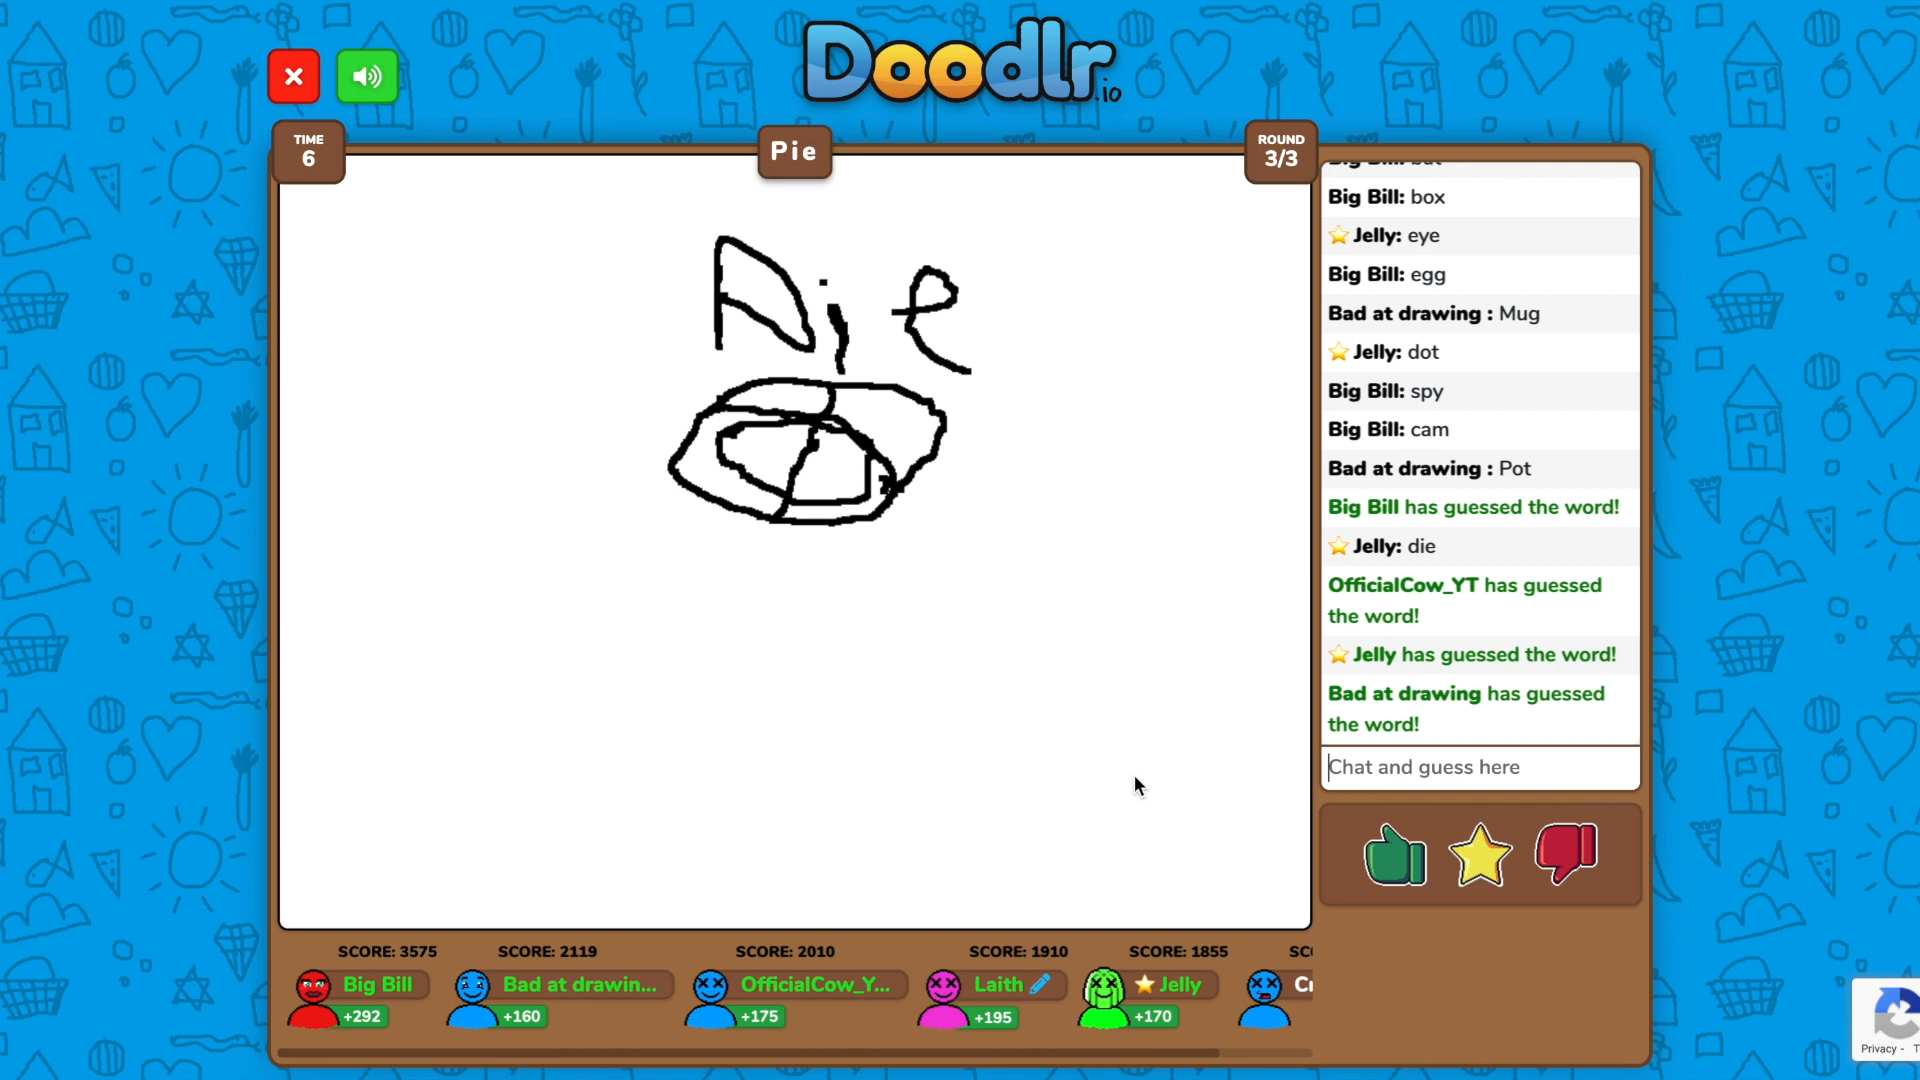 Doodlr.io
TIME
6
Pie
ROUND
3/3
Pie
Big Bill: box
⭐ Jelly: eye
Big Bill: egg
Bad at drawing : Mug
⭐ Jelly: dot
Big Bill: spy
Big Bill: cam
Bad at drawing : Pot
Big Bill has guessed the word!
⭐ Jelly: die
OfficialCow_YT has guessed
the word!
⭐ Jelly has guessed the word!
Bad at drawing has guessed
the word!
Chat and guess here
SCORE: 3575
Big Bill
+292
SCORE: 2119
Bad at drawin...
+160
SCORE: 2010
OfficialCow_Y...
+175
SCORE: 1910
Laith
+195
SCORE: 1855
⭐ Jelly
+170
Privacy -